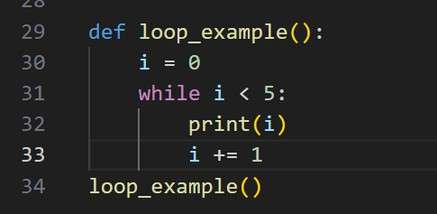 28
29 def loop_example():
30     i = 0
31     while i < 5:
32         print(i)
33         i += 1
34 loop_example()